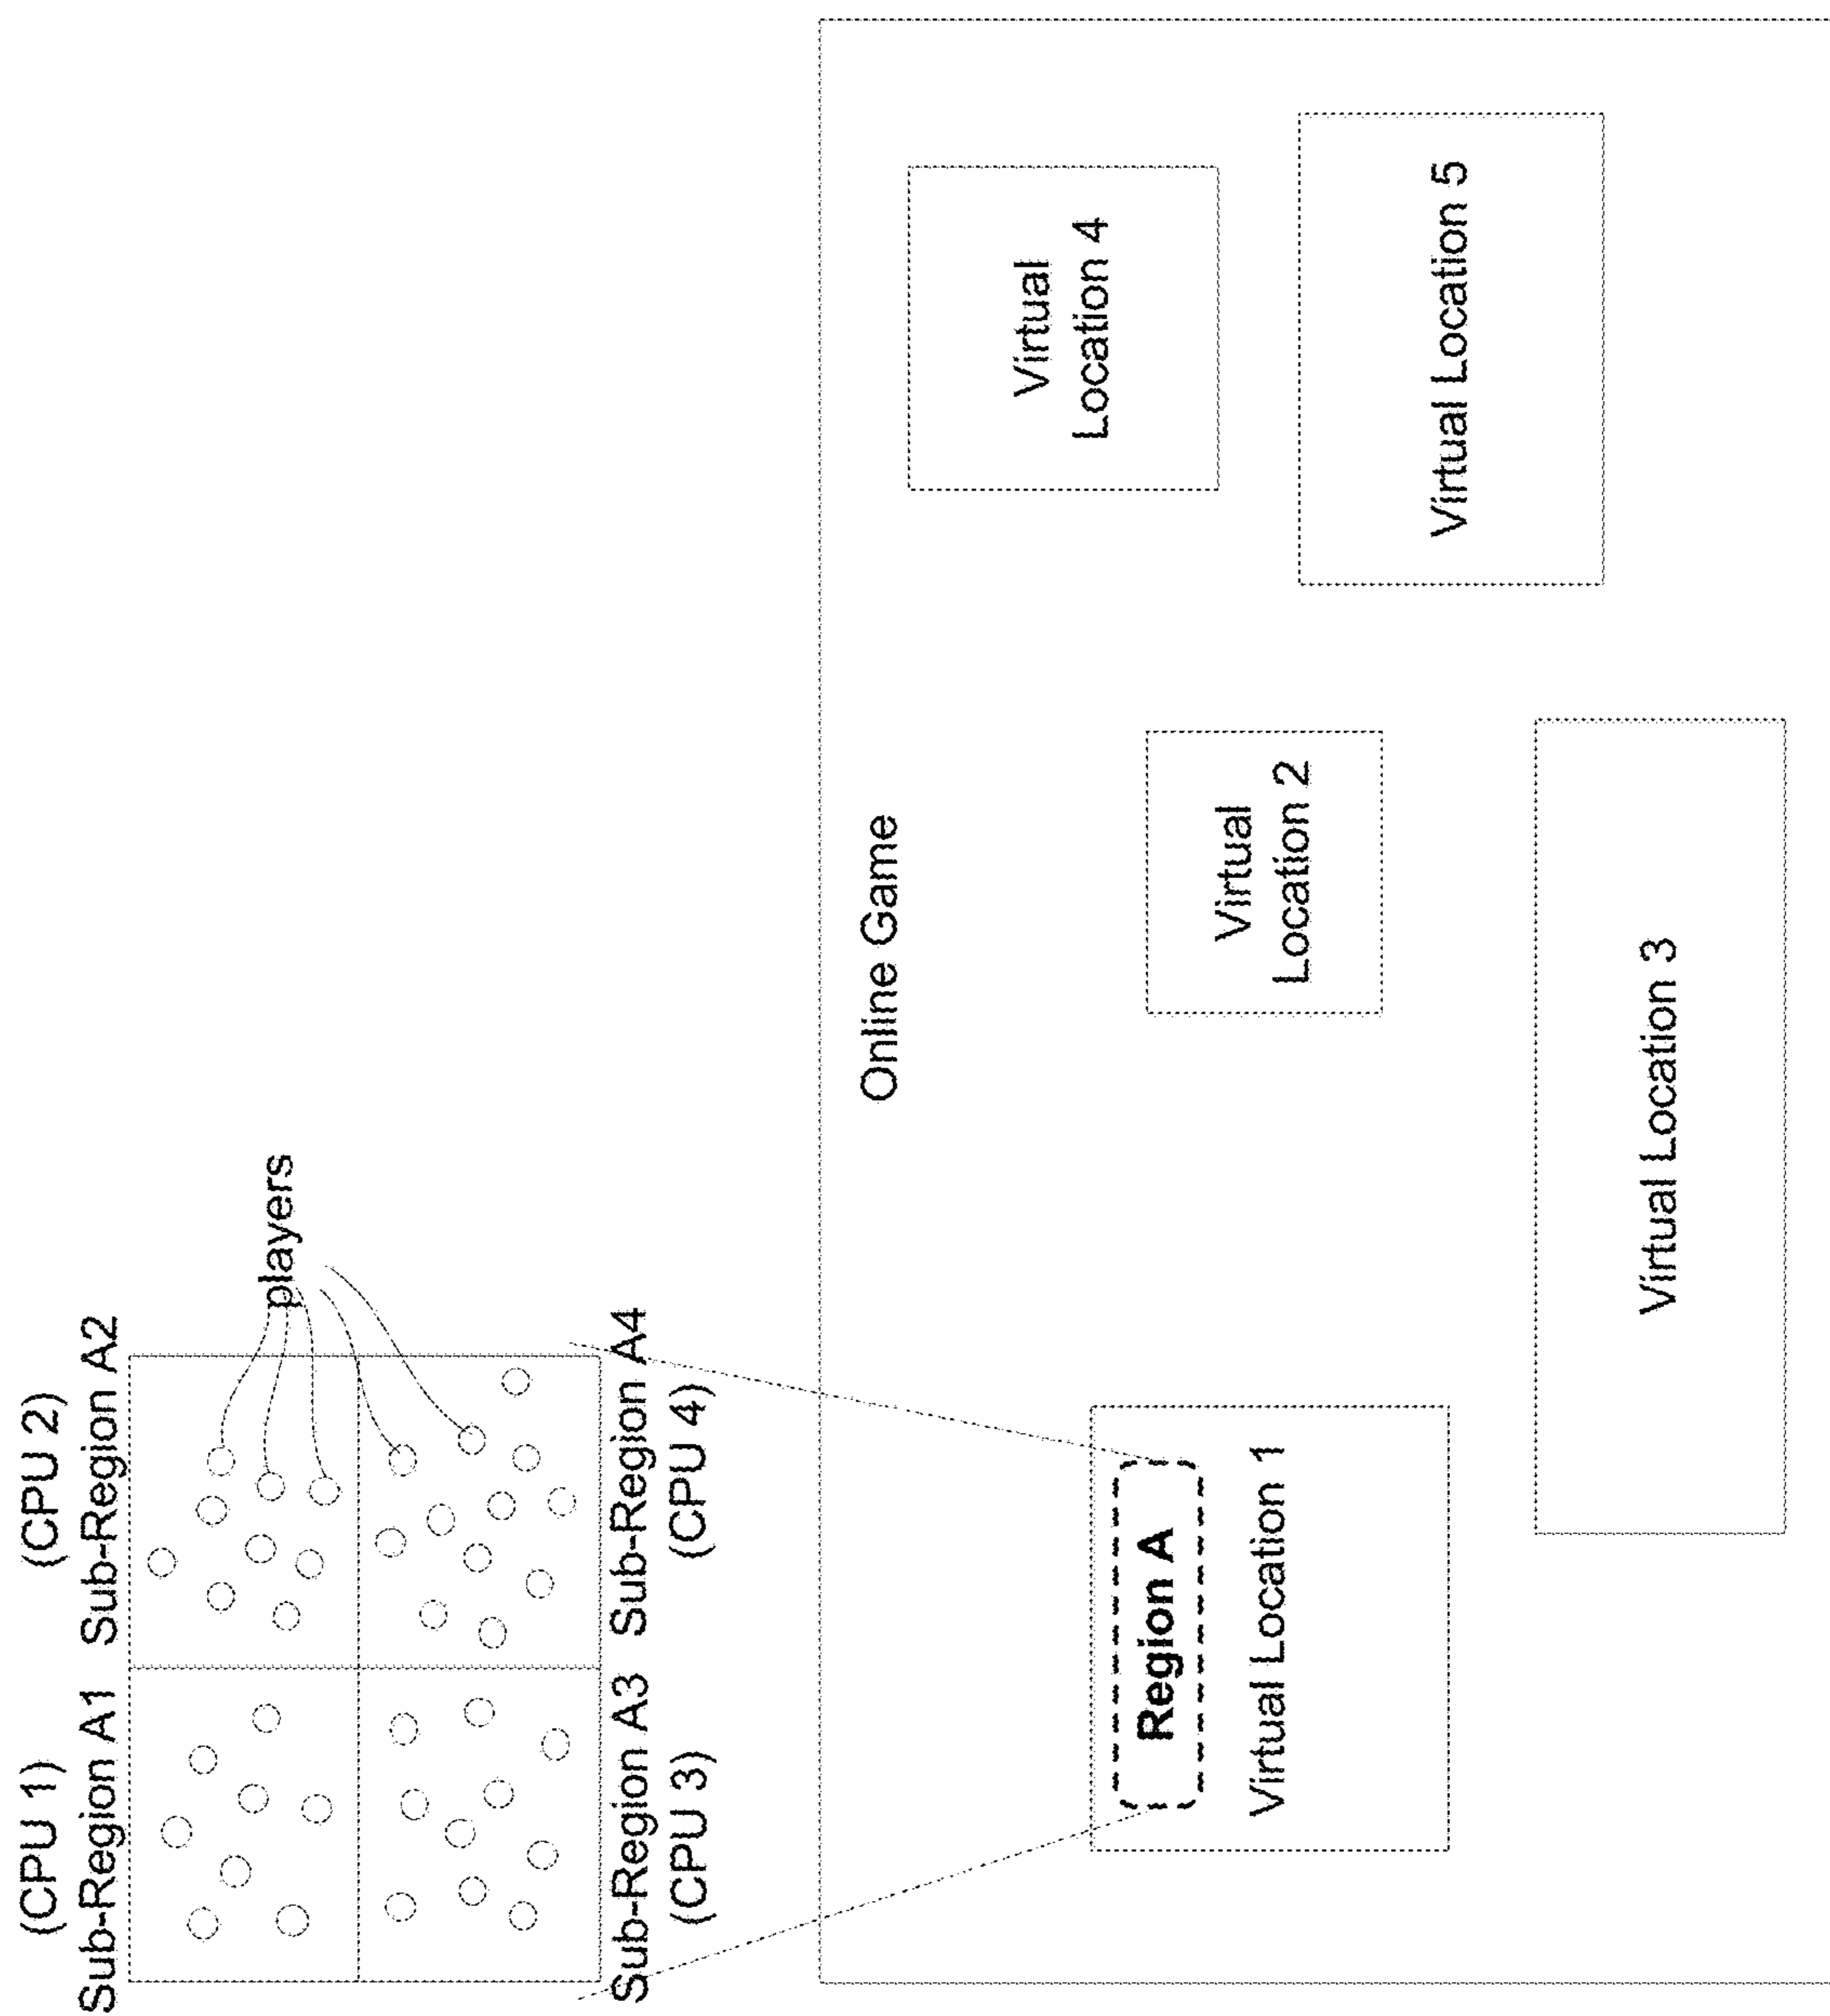 (CPU 1)
(CPU 2)
Sub-Region A1
Sub-Region A2
players
Sub-Region A3
Sub-Region A4
(CPU 3)
(CPU 4)
Online Game
Region A
Virtual Location 1
Virtual
Location 2
Virtual Location 3
Virtual
Location 4
Virtual Location 5